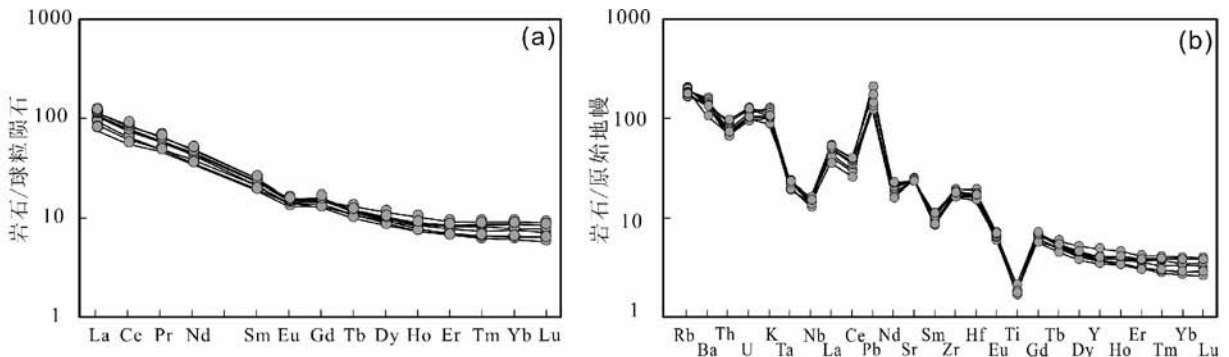 1000
100
10
1
岩石/球粒陨石
(a)
La Ce Pr Nd Sm Eu Gd Tb Dy Ho Er Tm Yb Lu
1000
100
10
1
岩石/原始地幔
(b)
Rb Th K Nb Ce Nd Sm Hf Ti Tb Y Er Yb
Ba U Ta La Pb Sr Zr Eu Gd Dy Ho Tm Lu